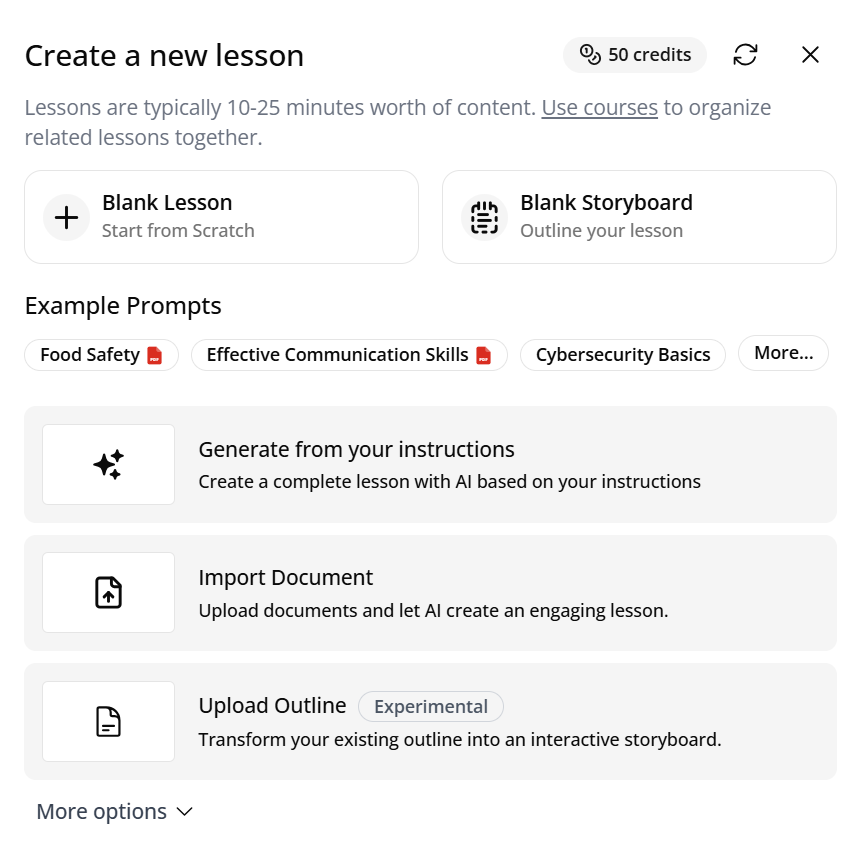 Create a new lesson
50 credits
Lessons are typically 10-25 minutes worth of content. Use courses to organize
related lessons together.
Blank Lesson
Start from Scratch
Blank Storyboard
Outline your lesson
Example Prompts
Food Safety PDF
Effective Communication Skills PDF
Cybersecurity Basics
More...
Generate from your instructions
Create a complete lesson with AI based on your instructions
Import Document
Upload documents and let AI create an engaging lesson.
Upload Outline Experimental
Transform your existing outline into an interactive storyboard.
More options